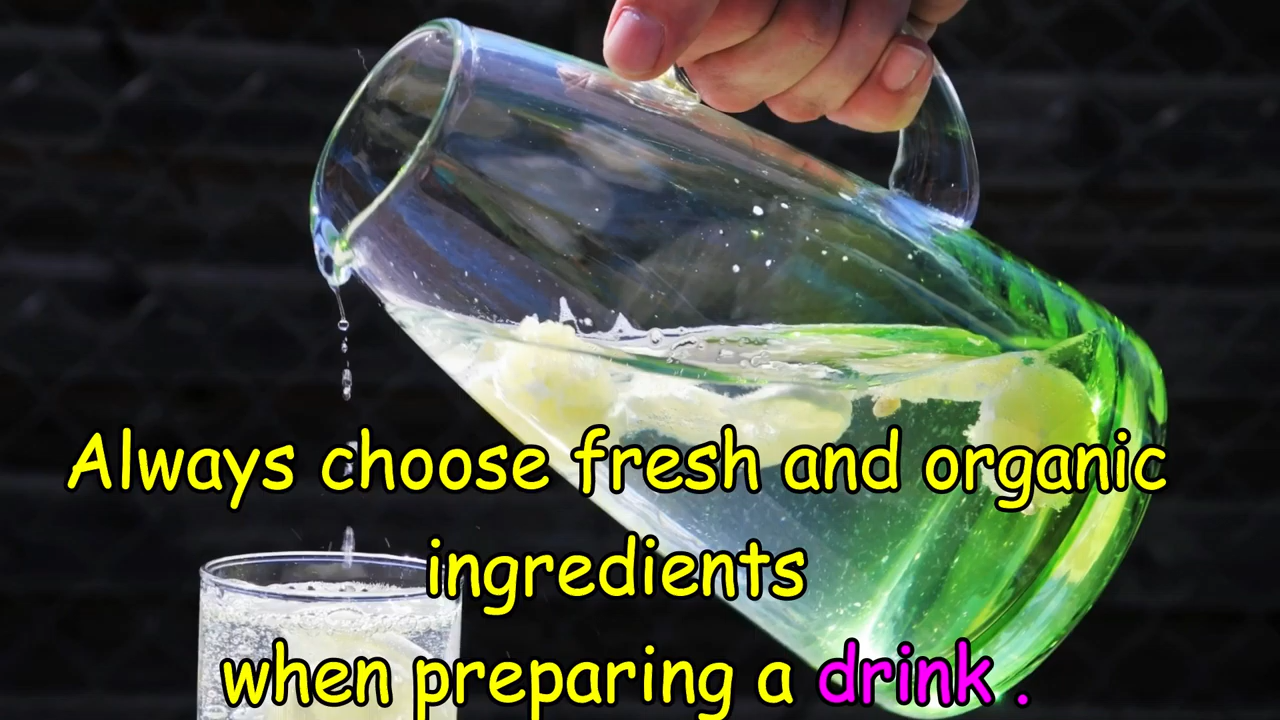 Always choose fresh and organic
ingredients
when preparing a drink .